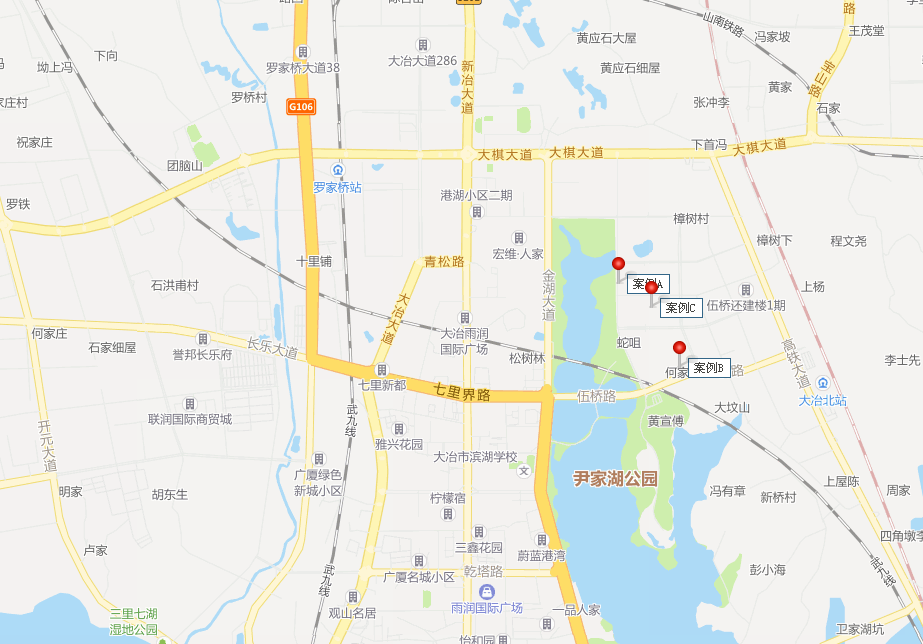 山南铁路
路
王茂堂
黄应石大屋
冯家坡
大冶大道286
下向
坳上冯
罗家桥大道38
黄应石细屋
新冶大道
宝山路
黄家
罗桥村
G106
张冲李
石家
祝家庄
下首冯
大棋大道
大棋大道
大棋大道
团脑山
罗家桥站
港湖小区二期
罗铁
樟树村
樟树下
程文尧
宏维·人家
十里铺
青松路
金湖大道
石洪甫村
案例A
上杨
案例C
伍桥还建楼1期
大冶大道
何家庄
石家细屋
长乐大道
誉邦长乐府
大冶雨润
国际广场
松树林
蛇咀
高铁大道
李士先
案例B
路
七里新都
七里界路
伍桥路
大冶北站
联润国际商贸城
武九线
大坟山
黄宣傅
雅兴花园
开元大道
大冶市滨湖学校
广厦绿色
新城小区
尹家湖公园
上屋陈
明家
胡东生
柠檬宿
冯有章
新桥村
周家
三鑫花园
蔚蓝港湾
四角墩李
卢家
武九线
广厦名城小区
乾塔路
彭小海
武九线
雨润国际广场
观山名居
一品人家
三里七湖
湿地公园
卫家湖坑
怡和园